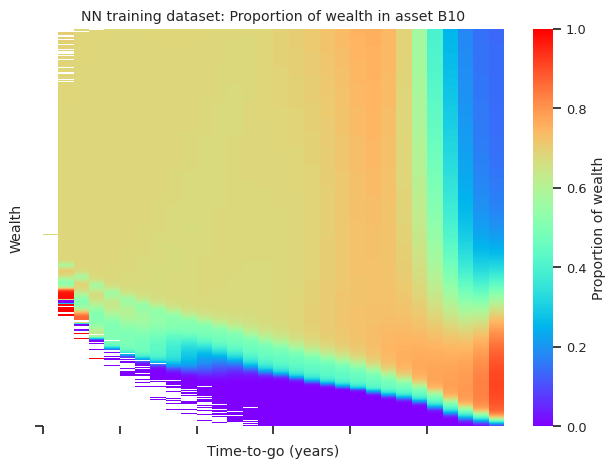 NN training dataset: Proportion of wealth in asset B10
Wealth
Time-to-go (years)
1.0
0.8
0.6
0.4
0.2
0.0
Proportion of wealth